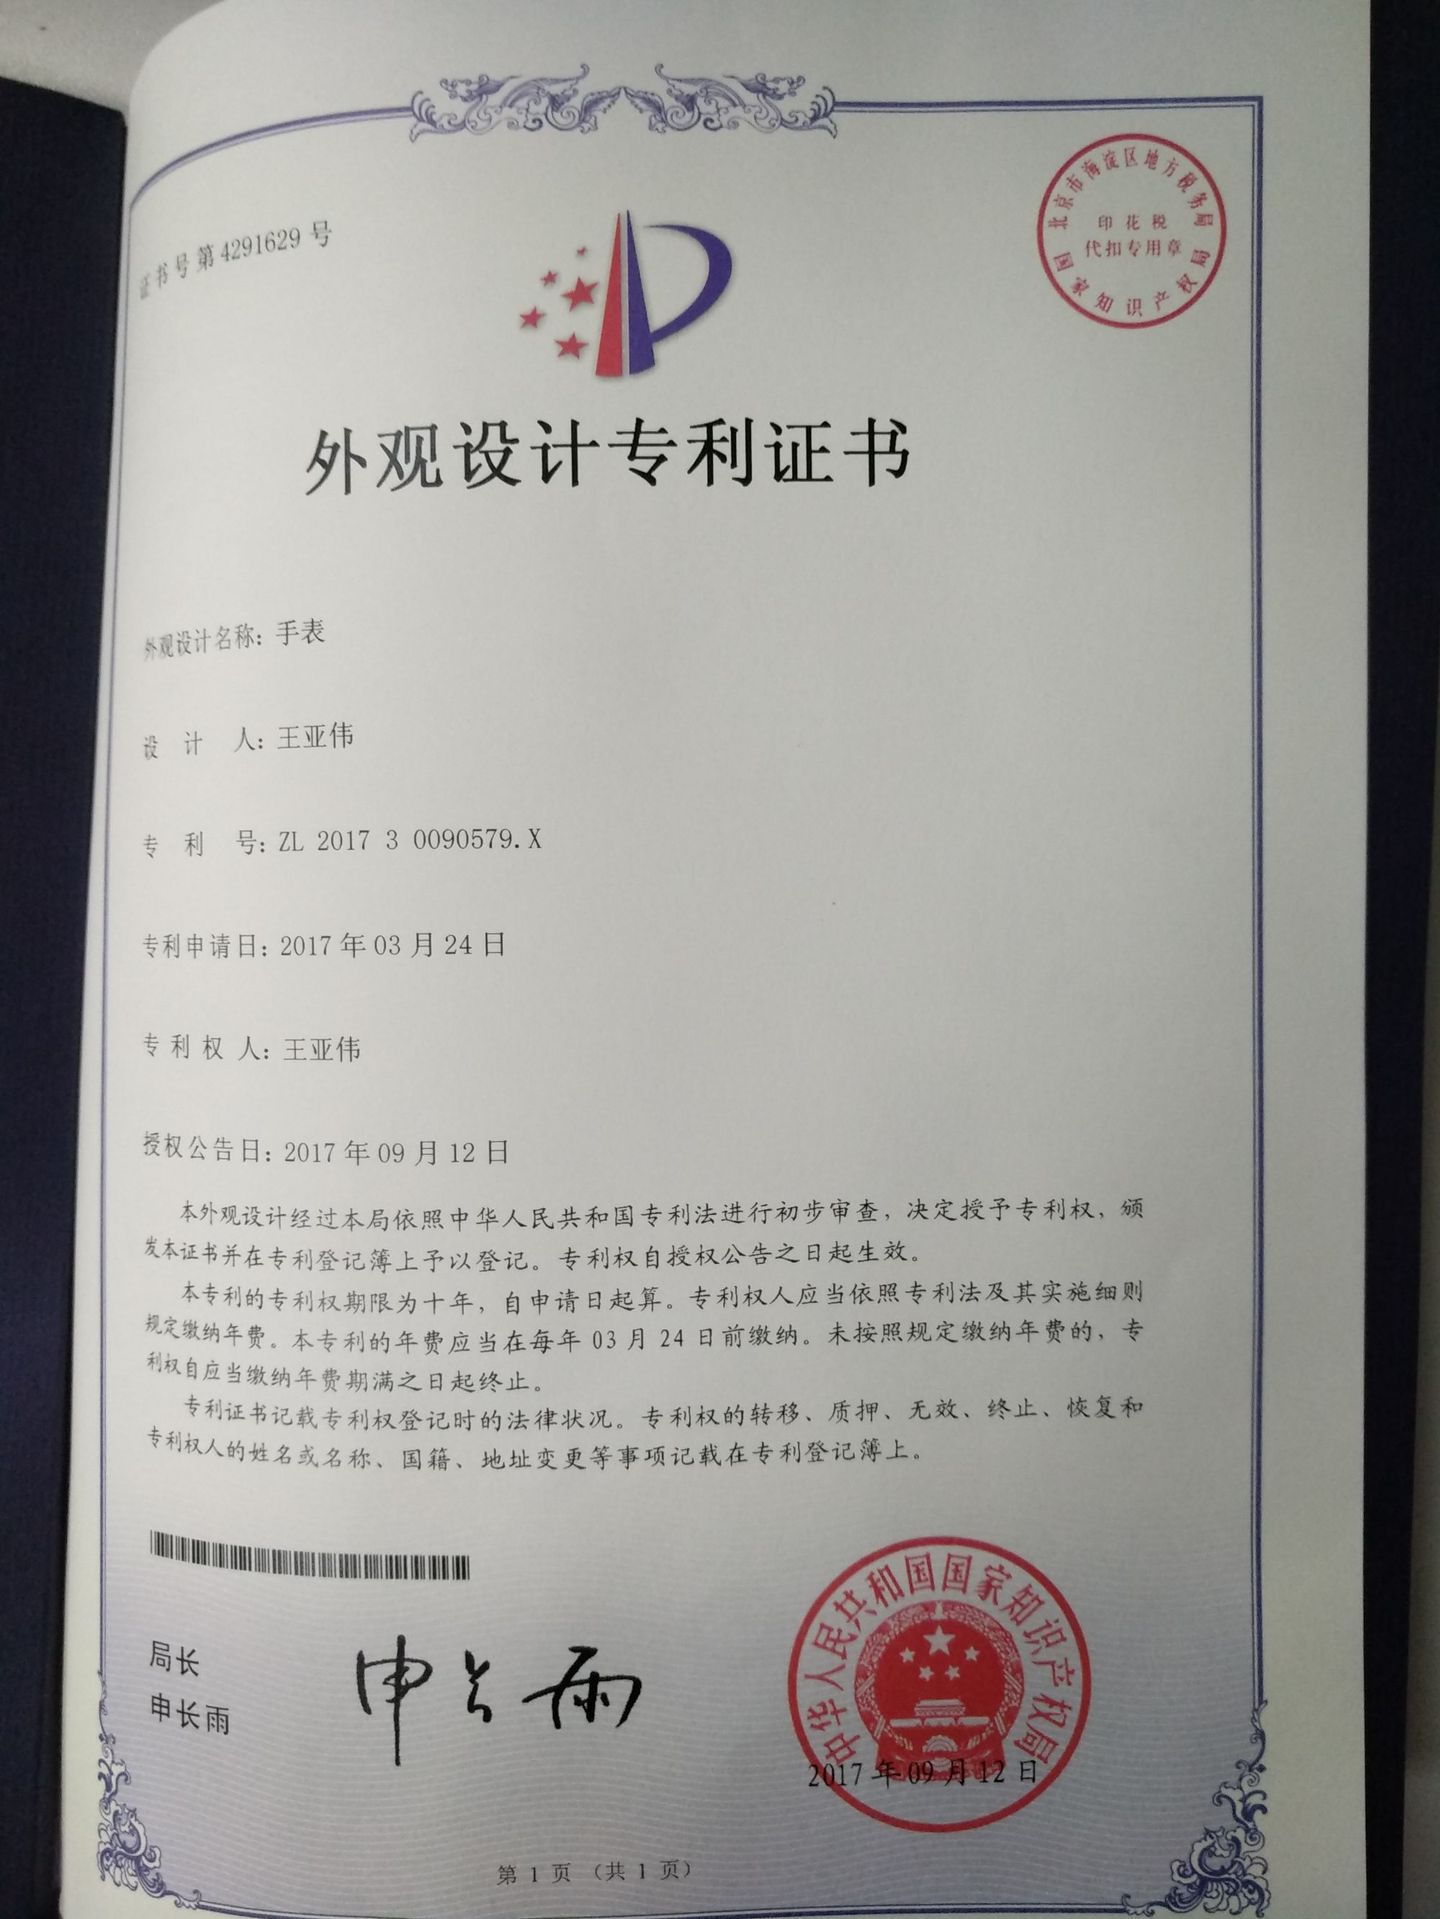 证书号第4291629号
北京市海淀区地方税务局
印花税
代扣专用章
国家知识产权局
外观设计专利证书
外观设计名称：手表
设计人：王亚伟
专利号：ZL 2017 3 0090579.X
专利申请日：2017年03月24日
专利权人：王亚伟
授权公告日：2017年09月12日
本外观设计经过本局依照中华人民共和国专利法进行初步审查，决定授予专利权，颁
发本证书并在专利登记簿上予以登记。专利权自授权公告之日起生效。
本专利的专利权期限为十年，自申请日起算。专利权人应当依照专利法及其实施细则
规定缴纳年费。本专利的年费应当在每年03月24日前缴纳。未按照规定缴纳年费的，专
利权自应当缴纳年费期满之日起终止。
专利证书记载专利权登记时的法律状况。专利权的转移、质押、无效、终止、恢复和
专利权人的姓名或名称、国籍、地址变更等事项记载在专利登记簿上。
局长
申长雨
申长雨
中华人民共和国国家知识产权局
2017年09月12日
第1页（共1页）